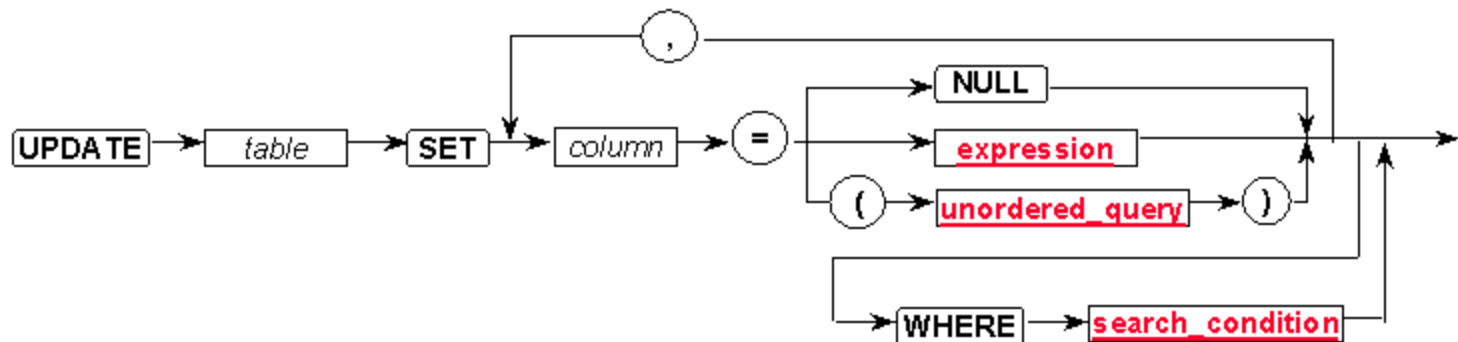 ,
NULL
UPDATE table SET column = expression
( unordered_query )
WHERE search_condition